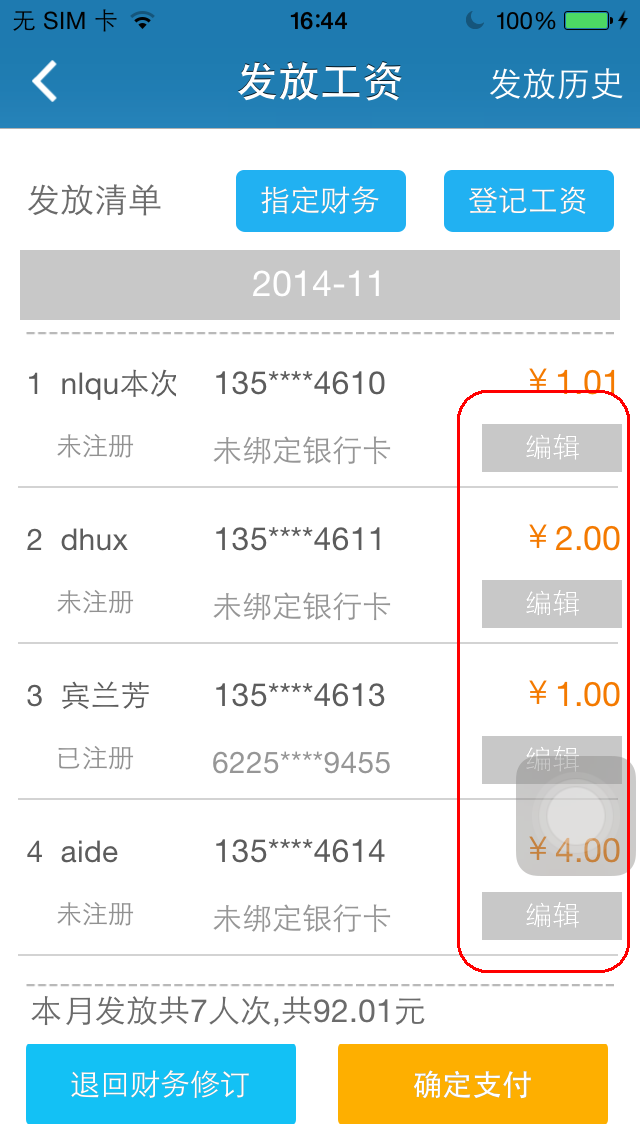 无 SIM 卡 16:44 100%
发放工资 发放历史
发放清单 指定财务 登记工资
2014-11
1 nlqu本次 135****4610 ￥1.01
未注册 未绑定银行卡 编辑
2 dhux 135****4611 ￥2.00
未注册 未绑定银行卡 编辑
3 宾兰芳 135****4613 ￥1.00
已注册 6225****9455 编辑
4 aide 135****4614 ￥4.00
未注册 未绑定银行卡 编辑
本月发放共7人次,共92.01元
退回财务修订 确定支付